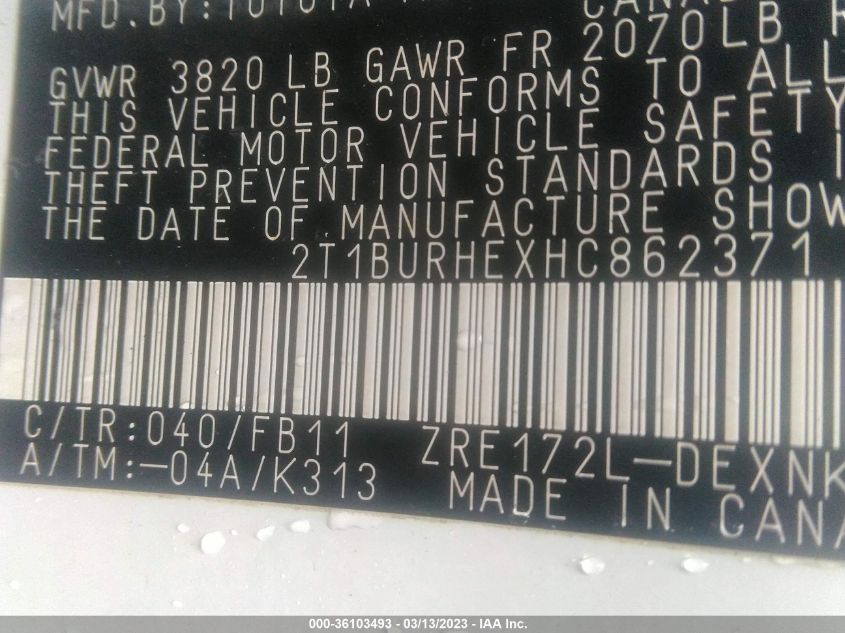 MFD.BY:TOYOTA
GVWR 3820 LB GAWR FR 2070LB
THIS VEHICLE CONFORMS TO ALL
FEDERAL MOTOR VEHICLE SAFETY
THEFT PREVENTION STANDARDS
THE DATE OF MANUFACTURE SHOW
2T1BURHEXHC862371
C/TR:040/FB11 ZRE172L-DEXNK
A/TM:-04A/K313 MADE IN CANA
000-36103493 - 03/13/2023 - IAA Inc.